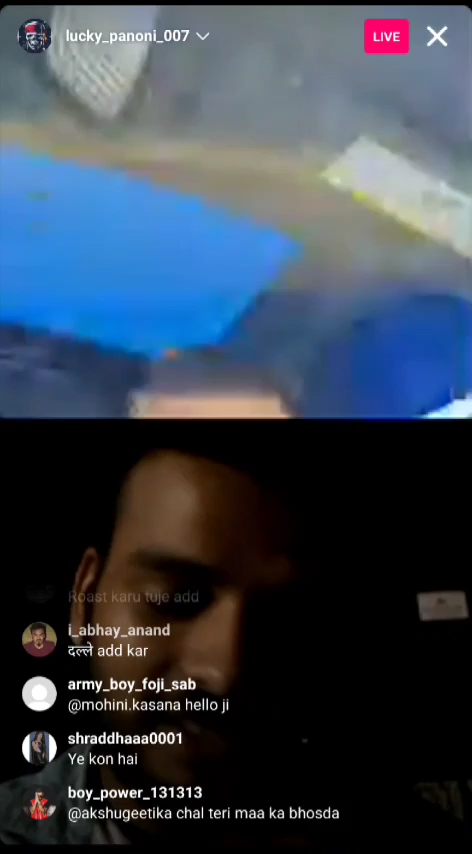 lucky_panoni_007
LIVE
Roast karu tuje add
i_abhay_anand
दल्ले add kar
army_boy_foji_sab
@mohini.kasana hello ji
shraddhaaa0001
Ye kon hai
boy_power_131313
@akshugeetika chal teri maa ka bhosda